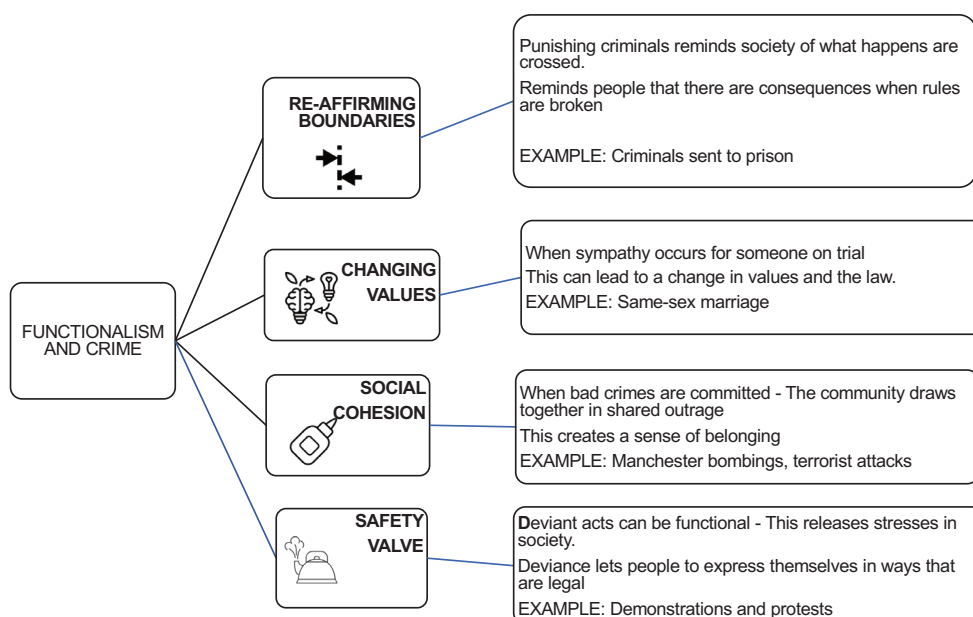 FUNCTIONALISM
AND CRIME
RE-AFFIRMING
BOUNDARIES
Punishing criminals reminds society of what happens are
crossed.
Reminds people that there are consequences when rules
are broken
EXAMPLE: Criminals sent to prison
CHANGING
VALUES
When sympathy occurs for someone on trial
This can lead to a change in values and the law.
EXAMPLE: Same-sex marriage
SOCIAL
COHESION
When bad crimes are committed - The community draws
together in shared outrage
This creates a sense of belonging
EXAMPLE: Manchester bombings, terrorist attacks
SAFETY
VALVE
Deviant acts can be functional - This releases stresses in
society.
Deviance lets people to express themselves in ways that
are legal
EXAMPLE: Demonstrations and protests